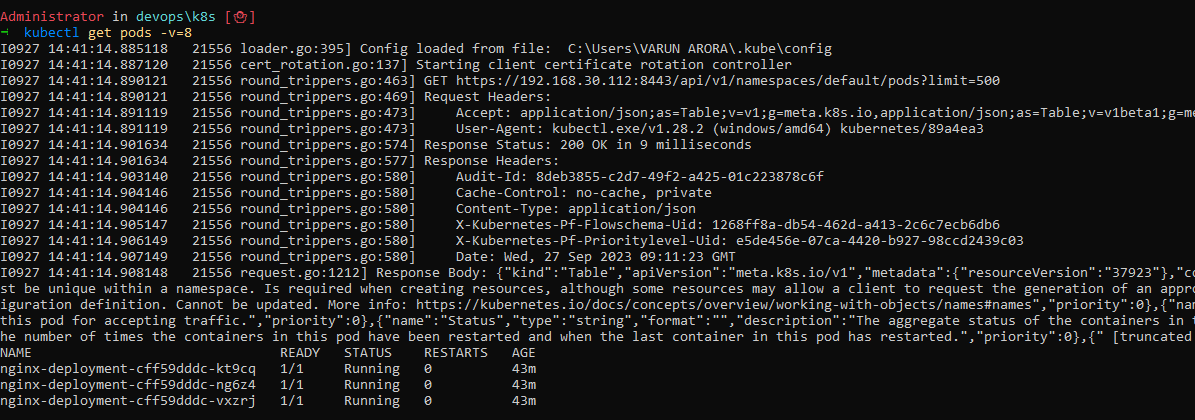 Administrator in devops\k8s [⎈]
→ kubectl get pods -v=8
I0927 14:41:14.885118   21556 loader.go:395] Config loaded from file:  C:\Users\VARUN ARORA\.kube\config
I0927 14:41:14.887120   21556 cert_rotation.go:137] Starting client certificate rotation controller
I0927 14:41:14.890121   21556 round_trippers.go:463] GET https://192.168.30.112:8443/api/v1/namespaces/default/pods?limit=500
I0927 14:41:14.890121   21556 round_trippers.go:469] Request Headers:
I0927 14:41:14.891119   21556 round_trippers.go:473]     Accept: application/json;as=Table;v=v1;g=meta.k8s.io,application/json;as=Table;v=v1beta1;g=me
I0927 14:41:14.891119   21556 round_trippers.go:473]     User-Agent: kubectl.exe/v1.28.2 (windows/amd64) kubernetes/89a4ea3
I0927 14:41:14.901634   21556 round_trippers.go:574] Response Status: 200 OK in 9 milliseconds
I0927 14:41:14.901634   21556 round_trippers.go:577] Response Headers:
I0927 14:41:14.903140   21556 round_trippers.go:580]     Audit-Id: 8deb3855-c2d7-49f2-a425-01c223878c6f
I0927 14:41:14.904146   21556 round_trippers.go:580]     Cache-Control: no-cache, private
I0927 14:41:14.904146   21556 round_trippers.go:580]     Content-Type: application/json
I0927 14:41:14.905147   21556 round_trippers.go:580]     X-Kubernetes-Pf-Flowschema-Uid: 1268ff8a-db54-462d-a413-2c6c7ecb6db6
I0927 14:41:14.906149   21556 round_trippers.go:580]     X-Kubernetes-Pf-Prioritylevel-Uid: e5de456e-07ca-4420-b927-98ccd2439c03
I0927 14:41:14.907149   21556 round_trippers.go:580]     Date: Wed, 27 Sep 2023 09:11:23 GMT
I0927 14:41:14.908148   21556 request.go:1212] Response Body: {"kind":"Table","apiVersion":"meta.k8s.io/v1","metadata":{"resourceVersion":"37923"},"co
st be unique within a namespace. Is required when creating resources, although some resources may allow a client to request the generation of an appro
iguration definition. Cannot be updated. More info: https://kubernetes.io/docs/concepts/overview/working-with-objects/names#names","priority":0},{"nam
this pod for accepting traffic.","priority":0},{"name":"Status","type":"string","format":"","description":"The aggregate status of the containers in t
he number of times the containers in this pod have been restarted and when the last container in this pod has restarted.","priority":0},{" [truncated
NAME                               READY   STATUS    RESTARTS   AGE
nginx-deployment-cff59dddc-kt9cq   1/1     Running   0          43m
nginx-deployment-cff59dddc-ng6z4   1/1     Running   0          43m
nginx-deployment-cff59dddc-vxzrj   1/1     Running   0          43m